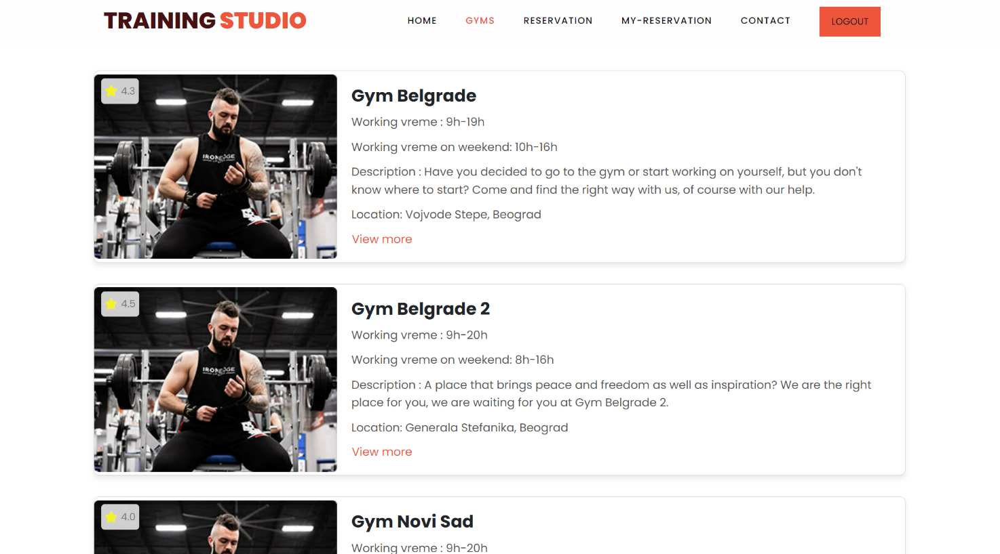 TRAINING STUDIO
HOME GYMS RESERVATION MY-RESERVATION CONTACT LOGOUT
4.3
IRON EDGE
Gym Belgrade
Working vreme : 9h-19h
Working vreme on weekend: 10h-16h
Description : Have you decided to go to the gym or start working on yourself, but you don't
know where to start? Come and find the right way with us, of course with our help.
Location: Vojvode Stepe, Beograd
View more
4.5
IRON EDGE
Gym Belgrade 2
Working vreme : 9h-20h
Working vreme on weekend: 8h-16h
Description : A place that brings peace and freedom as well as inspiration? We are the right
place for you, we are waiting for you at Gym Belgrade 2.
Location: Generala Stefanika, Beograd
View more
4.0
Gym Novi Sad
Working vreme : 9h-20h